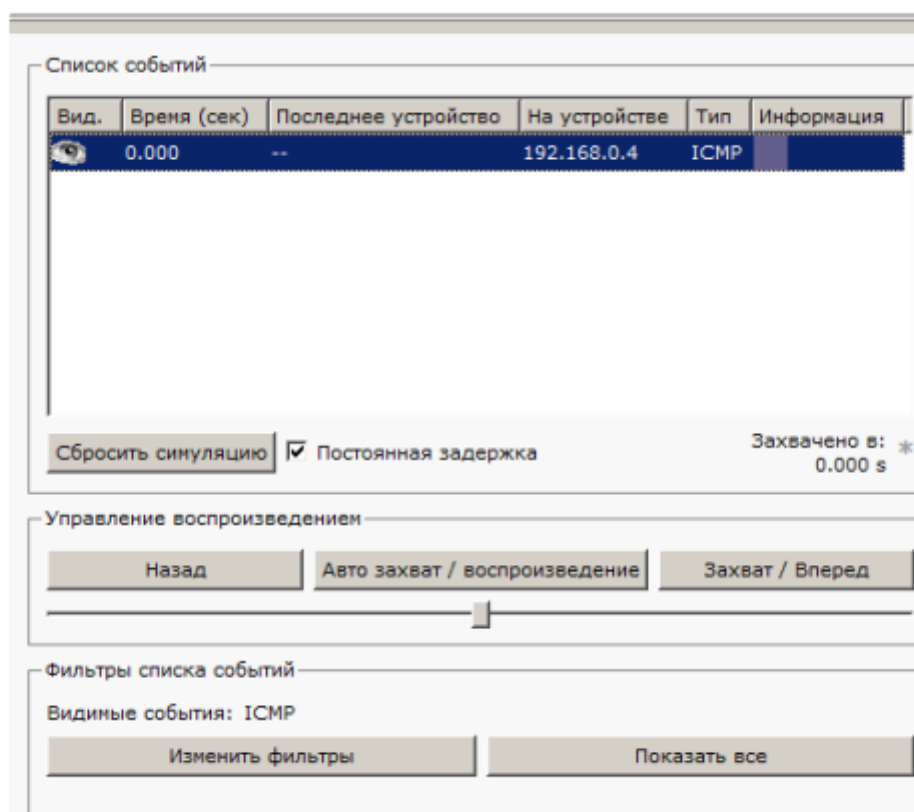 Список событий
Вид. Время (сек) Последнее устройство На устройстве Тип Информация
0.000 -- 192.168.0.4 ICMP
Сбросить симуляцию Постоянная задержка Захвачено в: *
0.000 s
Управление воспроизведением
Назад Авто захват / воспроизведение Захват / Вперед
Фильтры списка событий
Видимые события: ICMP
Изменить фильтры Показать все